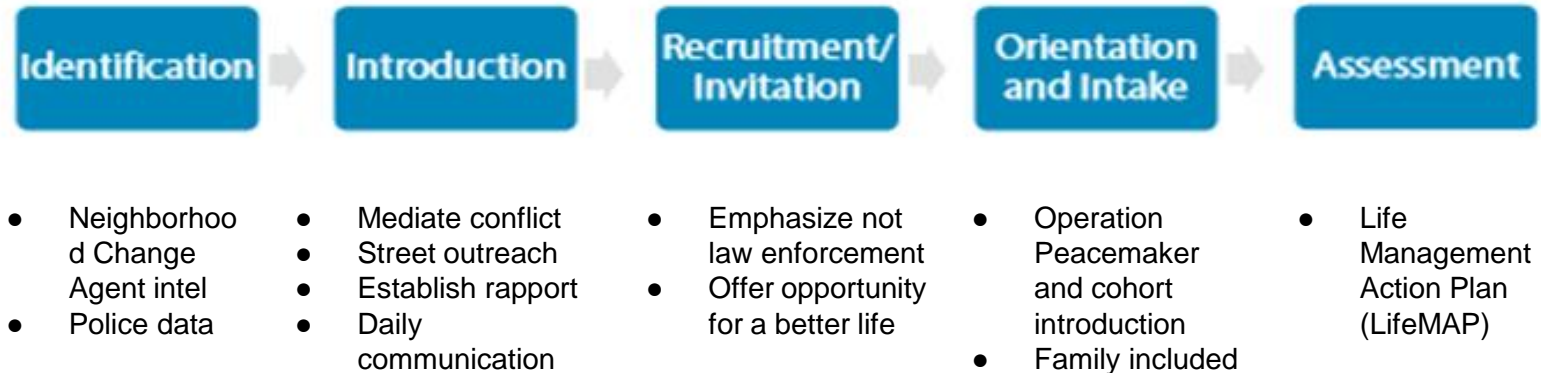 Identification
Introduction
Recruitment/
Invitation
Orientation
and Intake
Assessment
● Neighborhoo
d Change
Agent intel
● Police data
● Mediate conflict
● Street outreach
● Establish rapport
● Daily
communication
● Emphasize not
law enforcement
● Offer opportunity
for a better life
● Operation
Peacemaker
and cohort
introduction
● Family included
● Life
Management
Action Plan
(LifeMAP)